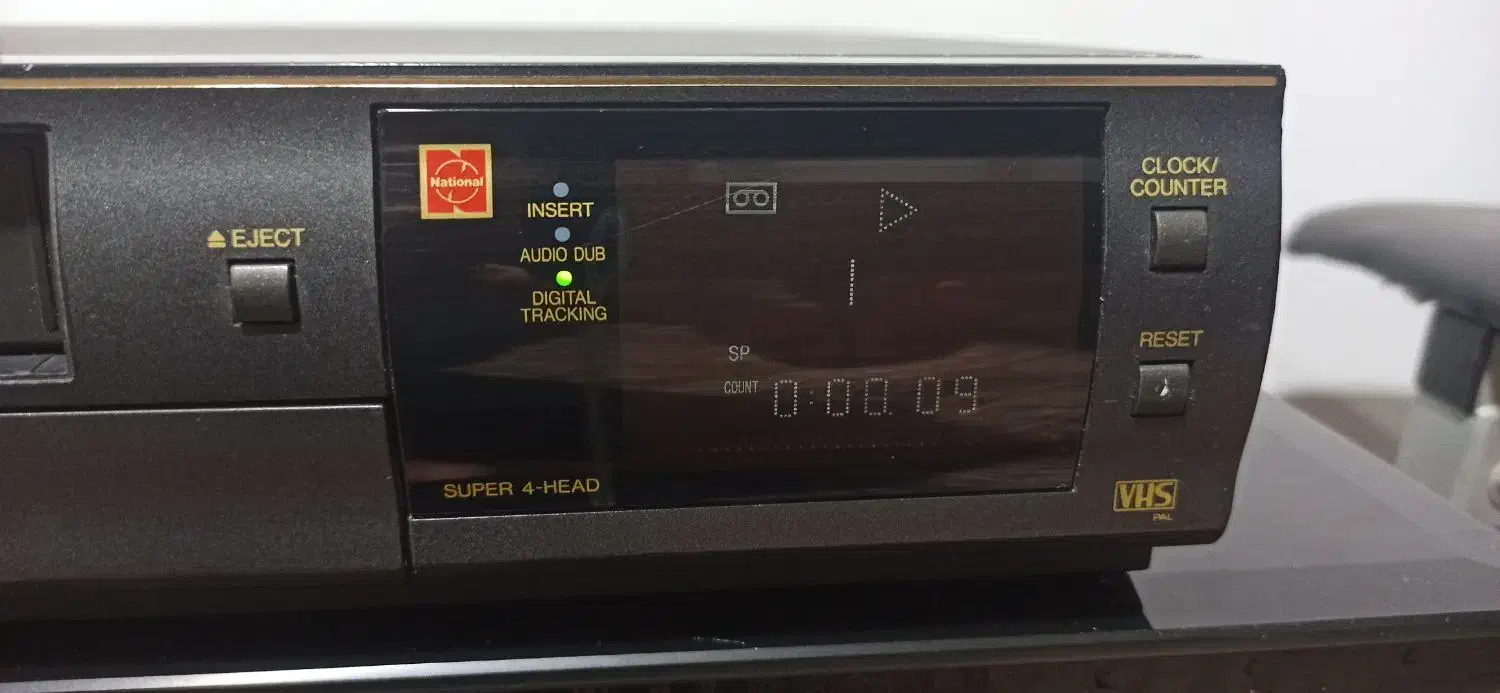 National
EJECT
INSERT
AUDIO DUB
DIGITAL
TRACKING
SP
COUNT 0:00.09
SUPER 4-HEAD
CLOCK/
COUNTER
RESET
VHS
PAL